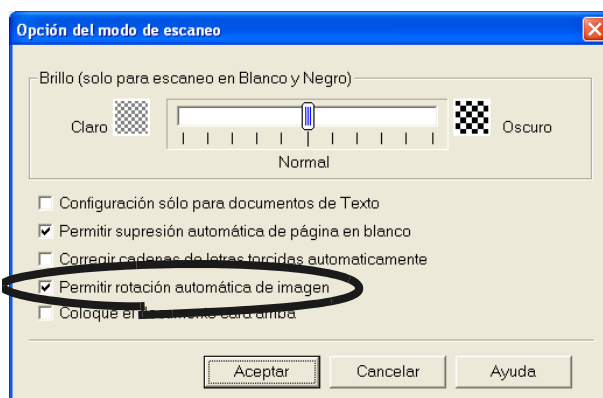 Opción del modo de escaneo
Brillo (solo para escaneo en Blanco y Negro)
Claro Oscuro
Normal
Configuración sólo para documentos de Texto
Permitir supresión automática de página en blanco
Corregir cadenas de letras torcidas automaticamente
Permitir rotación automática de imagen
Coloque el documento cara arriba
Aceptar Cancelar Ayuda